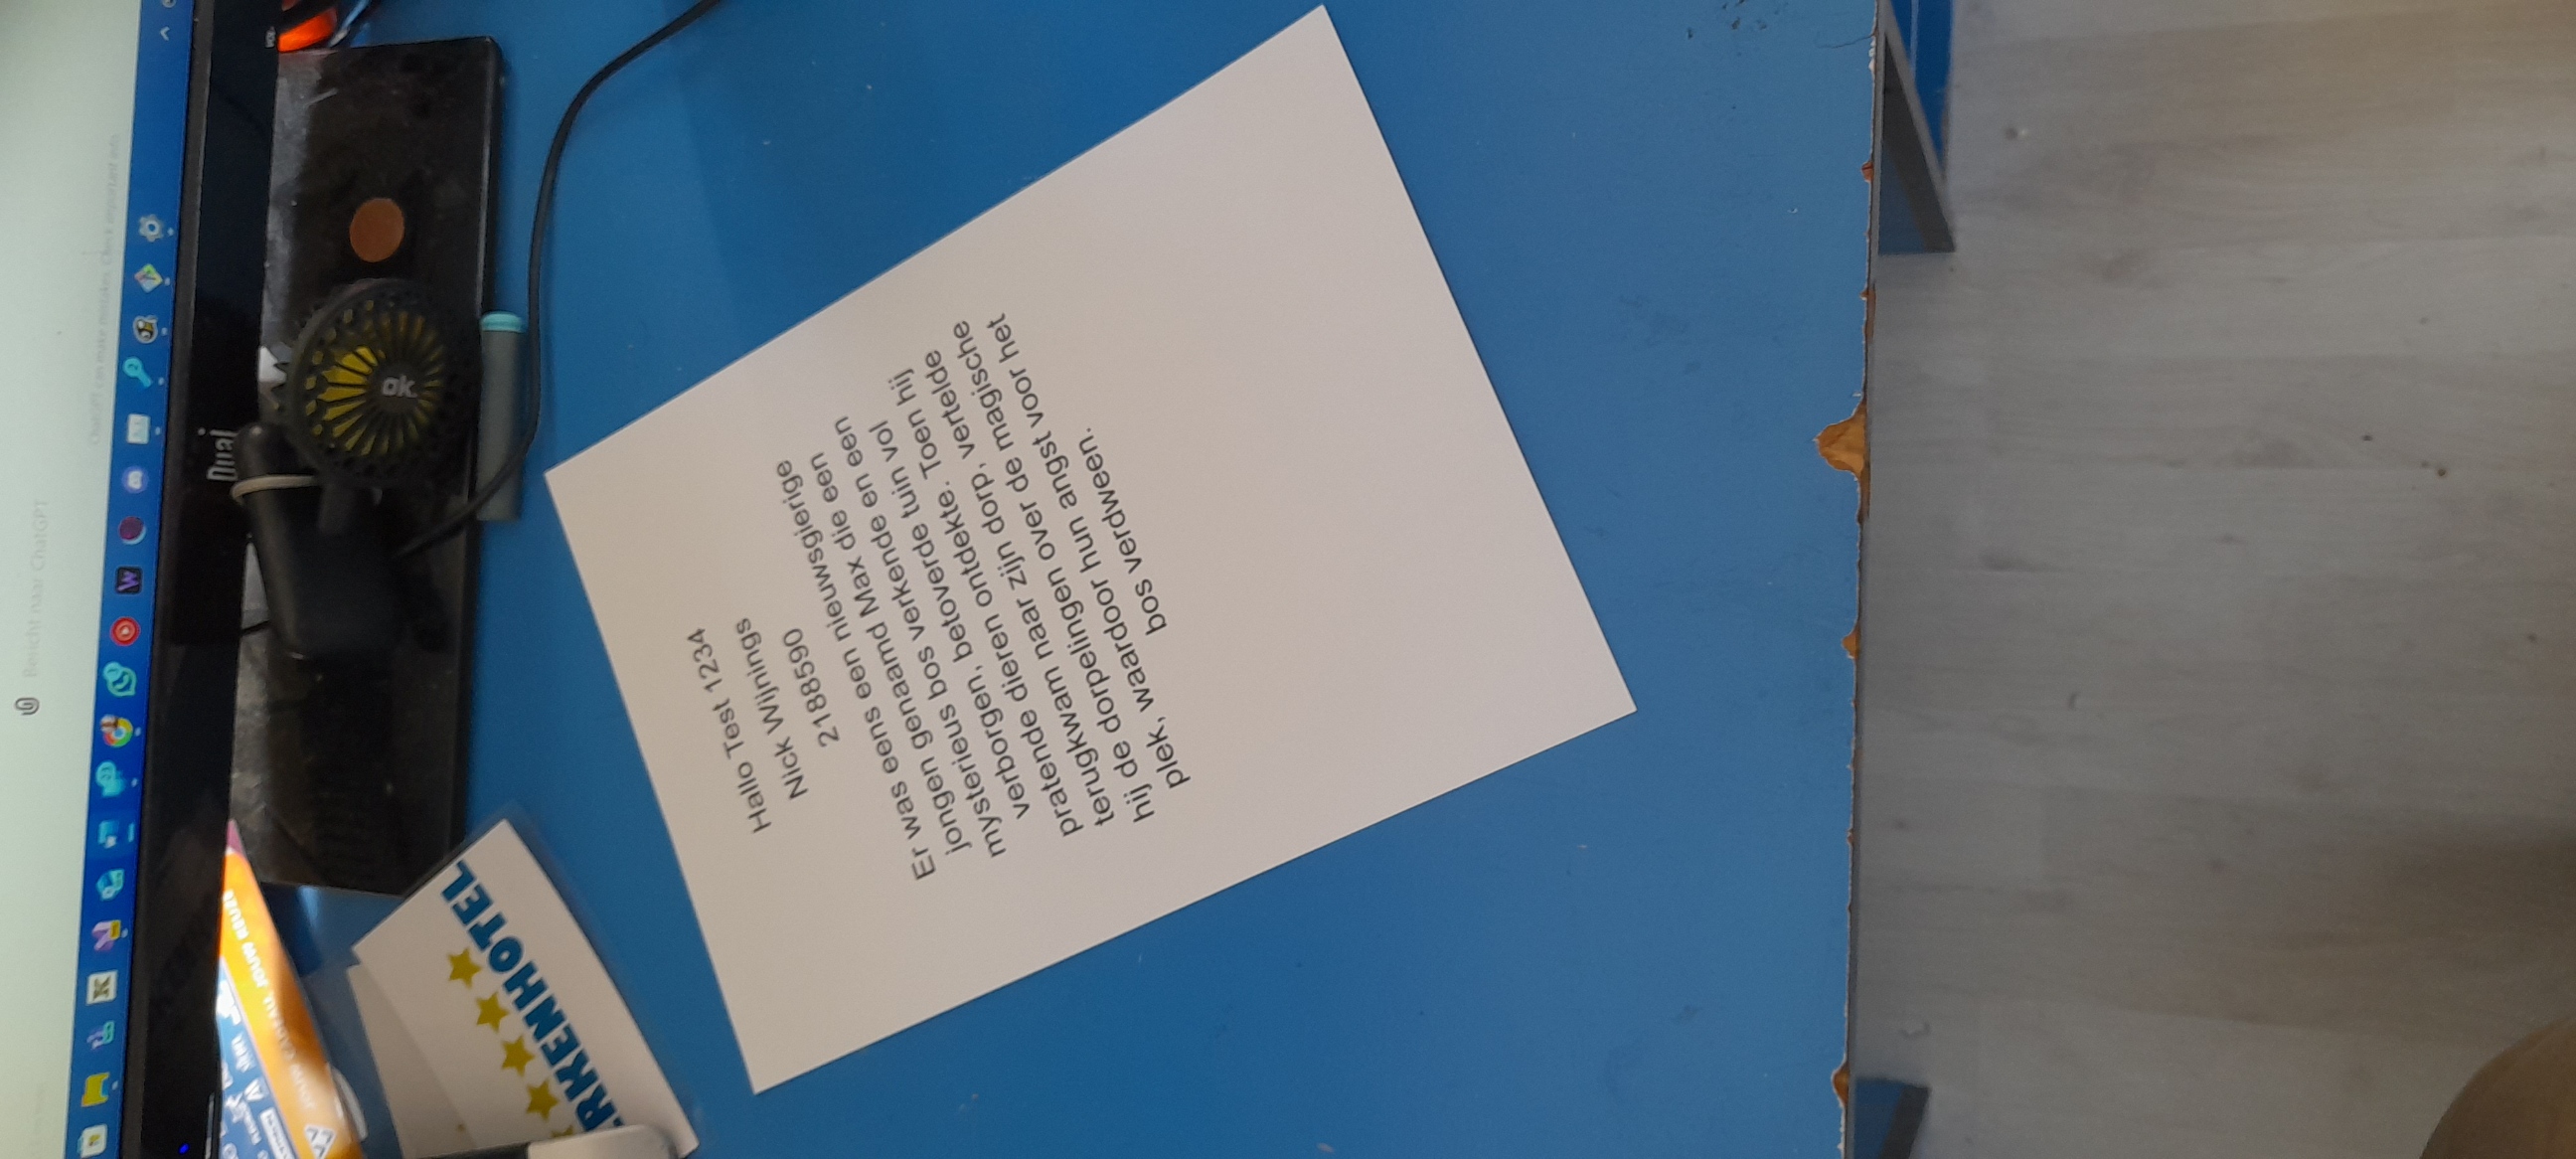 Bericht naar ChatGPT
ChatGPT can make mistakes. Check important info.
Dual
JOUW CADEAU, JOUW KEUZE
ok.
RKENHOTEL
Hallo Test 1234
Nick Wijnings
2188590
Er was eens een nieuwsgierige
jongen genaamd Max die een
mysterieus bos verkende en een
verborgen, betoverde tuin vol
pratende dieren ontdekte. Toen hij
terugkwam naar zijn dorp, vertelde
hij de dorpelingen over de magische
plek, waardoor hun angst voor het
bos verdween.